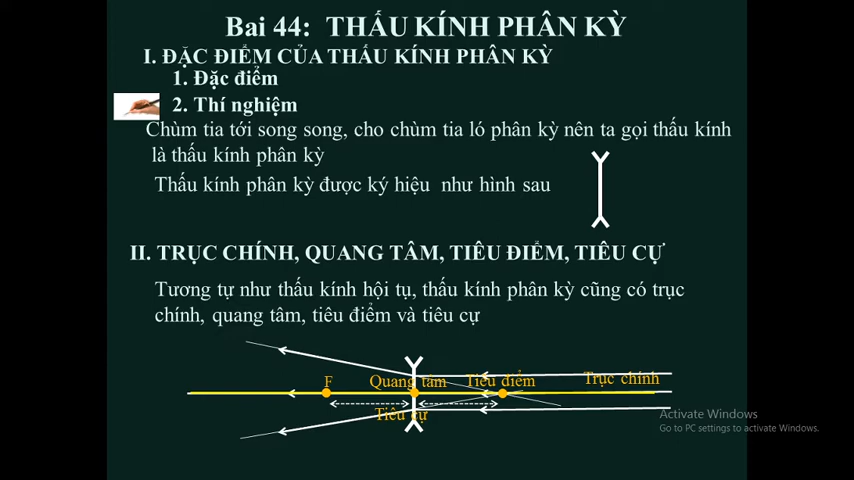 Bai 44: THẤU KÍNH PHÂN KỲ
I. ĐẶC ĐIỂM CỦA THẤU KÍNH PHÂN KỲ
1. Đặc điểm
2. Thí nghiệm
Chùm tia tới song song, cho chùm tia ló phân kỳ nên ta gọi thấu kính
là thấu kính phân kỳ
Thấu kính phân kỳ được ký hiệu như hình sau
II. TRỤC CHÍNH, QUANG TÂM, TIÊU ĐIỂM, TIÊU CỰ
Tương tự như thấu kính hội tụ, thấu kính phân kỳ cũng có trục
chính, quang tâm, tiêu điểm và tiêu cự
F Quang tâm Tiêu điểm Trục chính
Tiêu cự
Activate Windows
Go to PC settings to activate Windows.